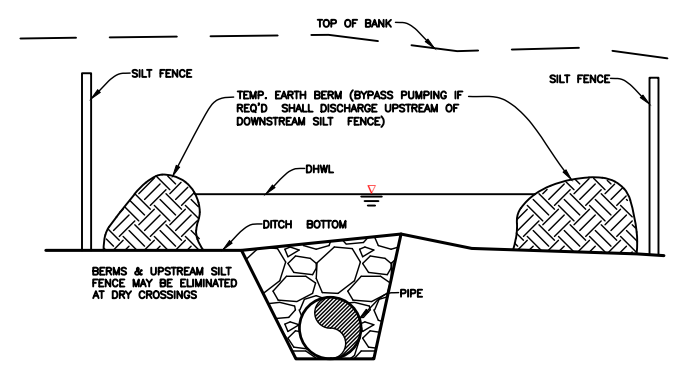 TOP OF BANK
SILT FENCE
SILT FENCE
TEMP. EARTH BERM (BYPASS PUMPING IF
REQ'D SHALL DISCHARGE UPSTREAM OF
DOWNSTREAM SILT FENCE)
DHWL
DITCH BOTTOM
BERMS & UPSTREAM SILT
FENCE MAY BE ELIMINATED
AT DRY CROSSINGS
PIPE